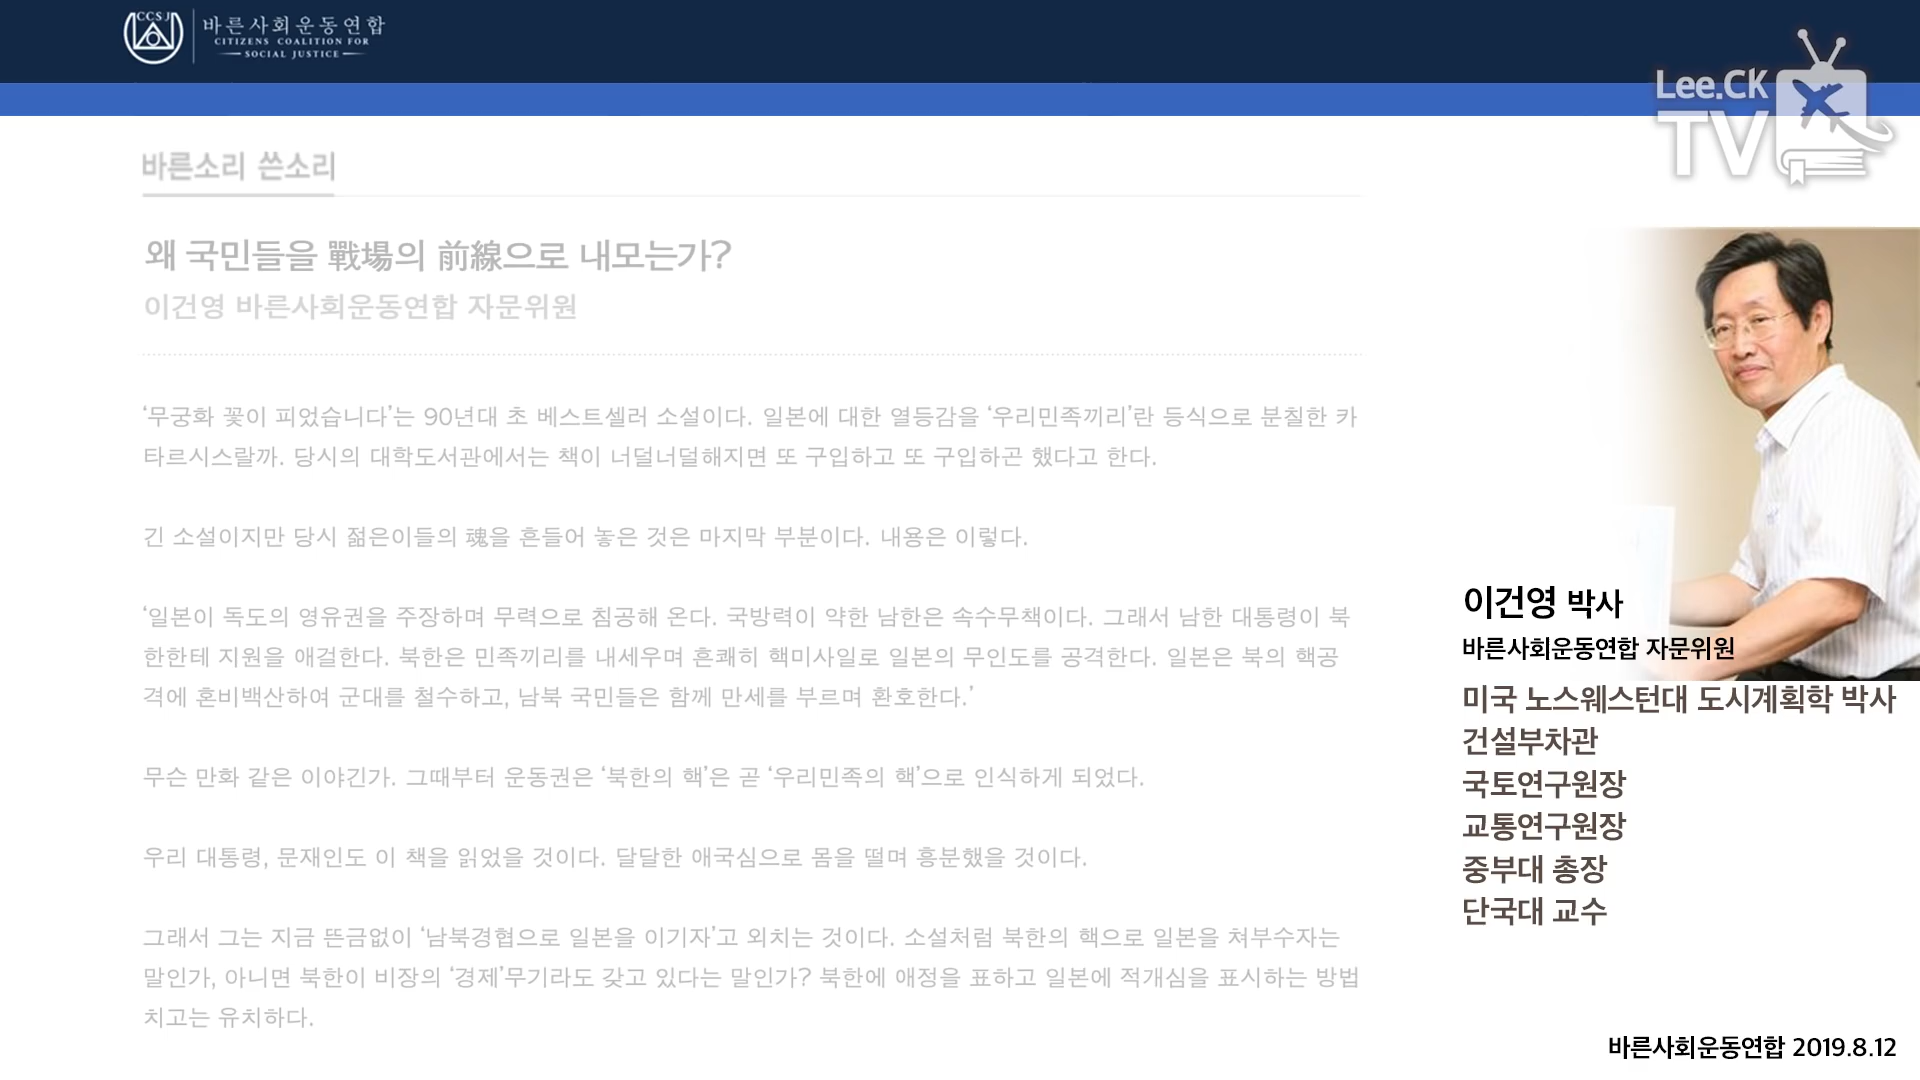 CCSJ
바른사회운동연합
CITIZENS COALITION FOR
SOCIAL JUSTICE
Lee.CK
TV
바른소리 쓴소리
왜 국민들을 戰場의 前線으로 내모는가?
이건영 바른사회운동연합 자문위원
‘무궁화 꽃이 피었습니다’는 90년대 초 베스트셀러 소설이다. 일본에 대한 열등감을 ‘우리민족끼리’란 등식으로 분칠한 카
타르시스랄까. 당시의 대학도서관에서는 책이 너덜너덜해지면 또 구입하고 또 구입하곤 했다고 한다.
긴 소설이지만 당시 젊은이들의 魂을 흔들어 놓은 것은 마지막 부분이다. 내용은 이렇다.
‘일본이 독도의 영유권을 주장하며 무력으로 침공해 온다. 국방력이 약한 남한은 속수무책이다. 그래서 남한 대통령이 북
한한테 지원을 애걸한다. 북한은 민족끼리를 내세우며 흔쾌히 핵미사일로 일본의 무인도를 공격한다. 일본은 북의 핵공
격에 혼비백산하여 군대를 철수하고, 남북 국민들은 함께 만세를 부르며 환호한다.’
무슨 만화 같은 이야긴가. 그때부터 운동권은 ‘북한의 핵’은 곧 ‘우리민족의 핵’으로 인식하게 되었다.
우리 대통령, 문재인도 이 책을 읽었을 것이다. 달달한 애국심으로 몸을 떨며 흥분했을 것이다.
그래서 그는 지금 뜬금없이 ‘남북경협으로 일본을 이기자’고 외치는 것이다. 소설처럼 북한의 핵으로 일본을 쳐부수자는
말인가, 아니면 북한이 비장의 ‘경제’무기라도 갖고 있다는 말인가? 북한에 애정을 표하고 일본에 적개심을 표시하는 방법
치고는 유치하다.
이건영 박사
바른사회운동연합 자문위원
미국 노스웨스턴대 도시계획학 박사
건설부차관
국토연구원장
교통연구원장
중부대 총장
단국대 교수
바른사회운동연합 2019.8.12